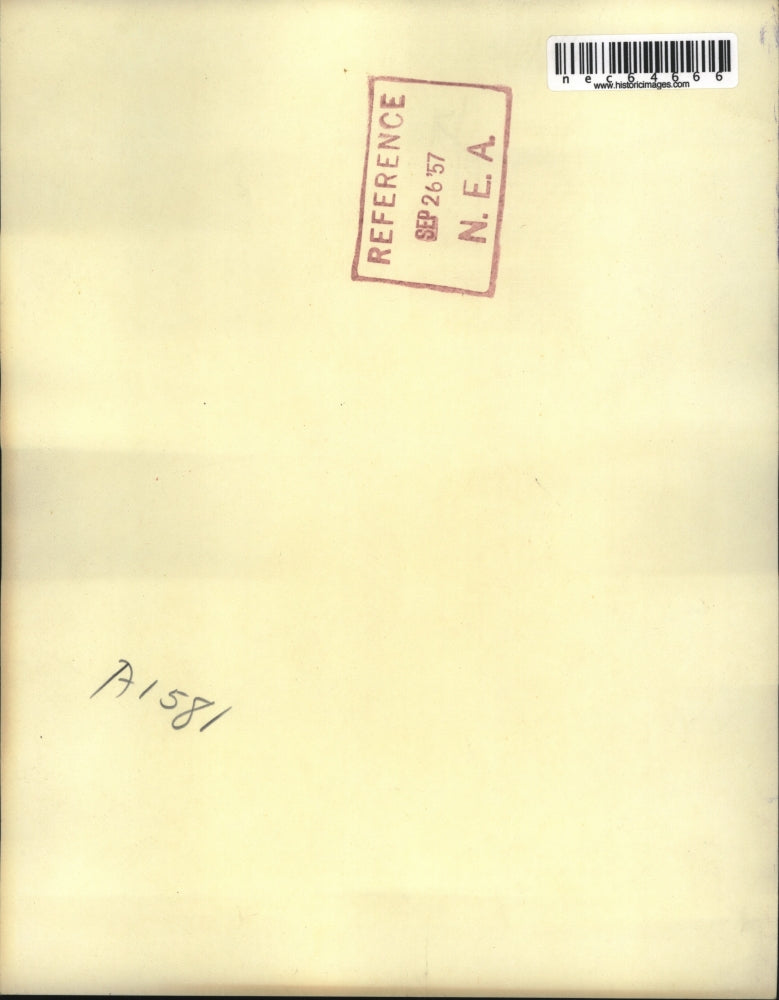 nec64666
www.historicimages.com
REFERENCE
SEP 26 '57
N. E. A.
A1581